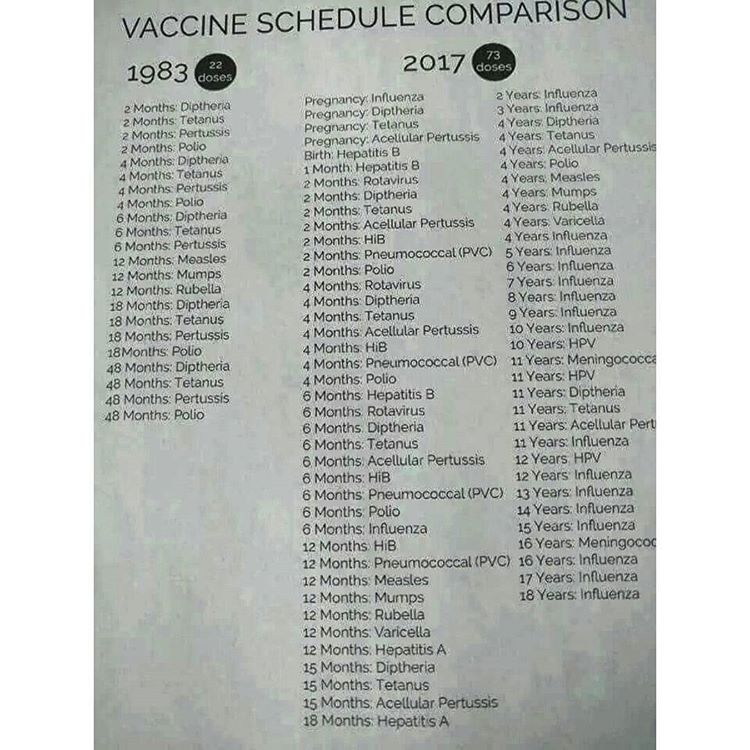 VACCINE SCHEDULE COMPARISON
1983 22 doses
2 Months: Diptheria
2 Months: Tetanus
2 Months: Pertussis
2 Months: Polio
4 Months: Diptheria
4 Months: Tetanus
4 Months: Pertussis
4 Months: Polio
6 Months: Diptheria
6 Months: Tetanus
6 Months: Pertussis
12 Months: Measles
12 Months: Mumps
12 Months: Rubella
18 Months: Diptheria
18 Months: Tetanus
18 Months: Pertussis
18Months: Polio
48 Months: Diptheria
48 Months: Tetanus
48 Months: Pertussis
48 Months: Polio
2017 73 doses
Pregnancy: Influenza
Pregnancy: Diptheria
Pregnancy: Tetanus
Pregnancy: Acellular Pertussis
Birth: Hepatitis B
1 Month: Hepatitis B
2 Months: Rotavirus
2 Months: Diptheria
2 Months: Tetanus
2 Months: Acellular Pertussis
2 Months: HiB
2 Months: Pneumococcal (PVC)
2 Months: Polio
4 Months: Rotavirus
4 Months: Diptheria
4 Months: Tetanus
4 Months: Acellular Pertussis
4 Months: HiB
4 Months: Pneumococcal (PVC)
4 Months: Polio
6 Months: Hepatitis B
6 Months: Rotavirus
6 Months: Diptheria
6 Months: Tetanus
6 Months: Acellular Pertussis
6 Months: HiB
6 Months: Pneumococcal (PVC)
6 Months: Polio
6 Months: Influenza
12 Months: HiB
12 Months: Pneumococcal (PVC)
12 Months: Measles
12 Months: Mumps
12 Months: Rubella
12 Months: Varicella
12 Months: Hepatitis A
15 Months: Diptheria
15 Months: Tetanus
15 Months: Acellular Pertussis
18 Months: Hepatitis A
2 Years: Influenza
3 Years: Influenza
4 Years: Diptheria
4 Years: Tetanus
4 Years: Acellular Pertussis
4 Years: Polio
4 Years: Measles
4 Years: Mumps
4 Years: Rubella
4 Years: Varicella
4 Years: Influenza
5 Years: Influenza
6 Years: Influenza
7 Years: Influenza
8 Years: Influenza
9 Years: Influenza
10 Years: Influenza
10 Years: HPV
11 Years: Meningococca
11 Years: HPV
11 Years: Diptheria
11 Years: Tetanus
11 Years: Acellular Pert
11 Years: Influenza
12 Years: HPV
12 Years: Influenza
13 Years: Influenza
14 Years: Influenza
15 Years: Influenza
16 Years: Meningococ
16 Years: Influenza
17 Years: Influenza
18 Years: Influenza